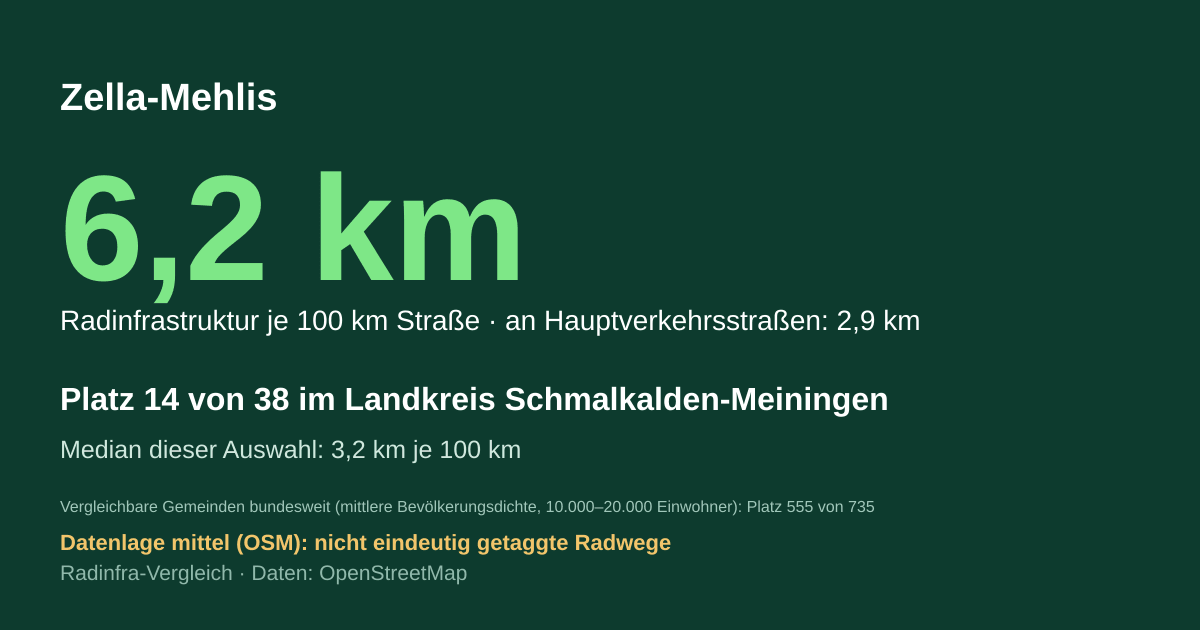 Zella-Mehlis
6,2 km
Radinfrastruktur je 100 km Straße · an Hauptverkehrsstraßen: 2,9 km
Platz 14 von 38 im Landkreis Schmalkalden-Meiningen
Median dieser Auswahl: 3,2 km je 100 km
Vergleichbare Gemeinden bundesweit (mittlere Bevölkerungsdichte, 10.000–20.000 Einwohner): Platz 555 von 735
Datenlage mittel (OSM): nicht eindeutig getaggte Radwege
Radinfra-Vergleich · Daten: OpenStreetMap